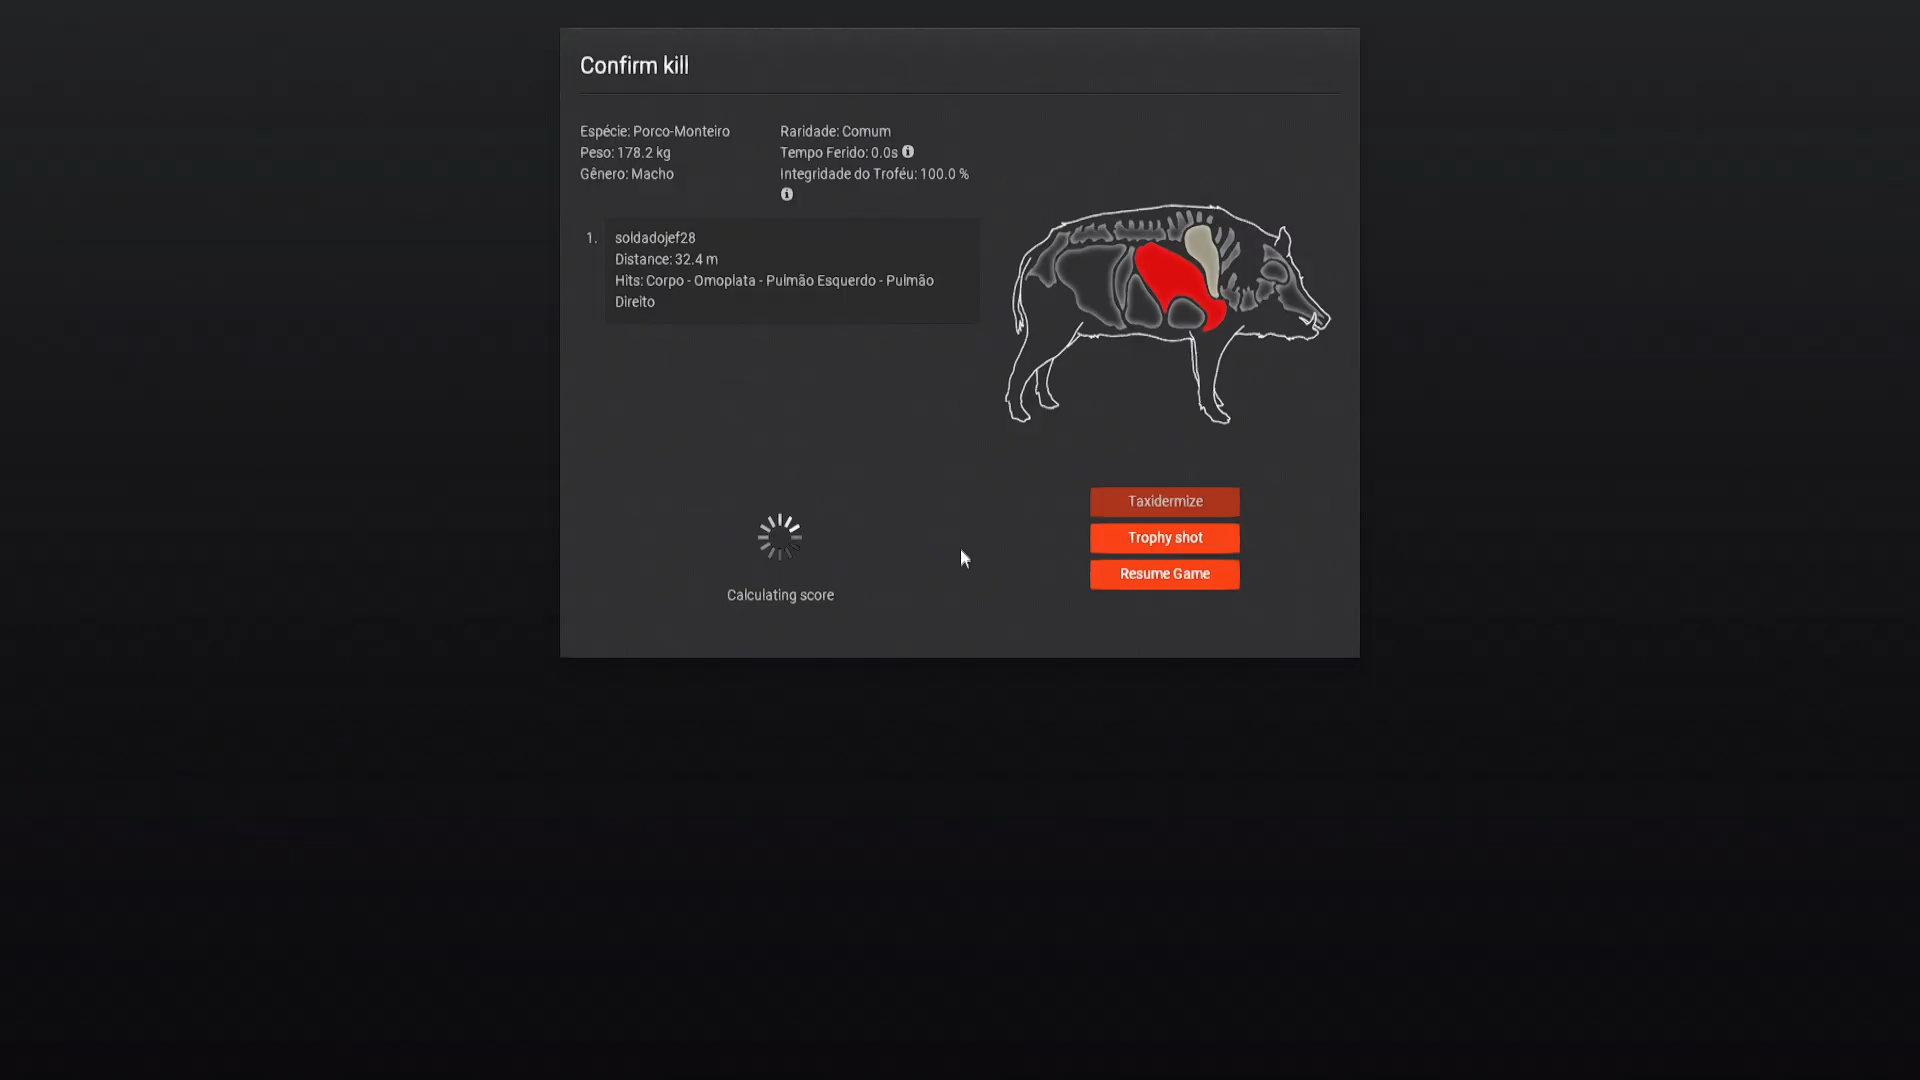 Confirm kill
Espécie: Porco-Monteiro
Peso: 178.2 kg
Gênero: Macho
Raridade: Comum
Tempo Ferido: 0.0s
Integridade do Troféu: 100.0 %
1.
soldadojef28
Distance: 32.4 m
Hits: Corpo - Omoplata - Pulmão Esquerdo - Pulmão
Direito
Calculating score
Taxidermize
Trophy shot
Resume Game